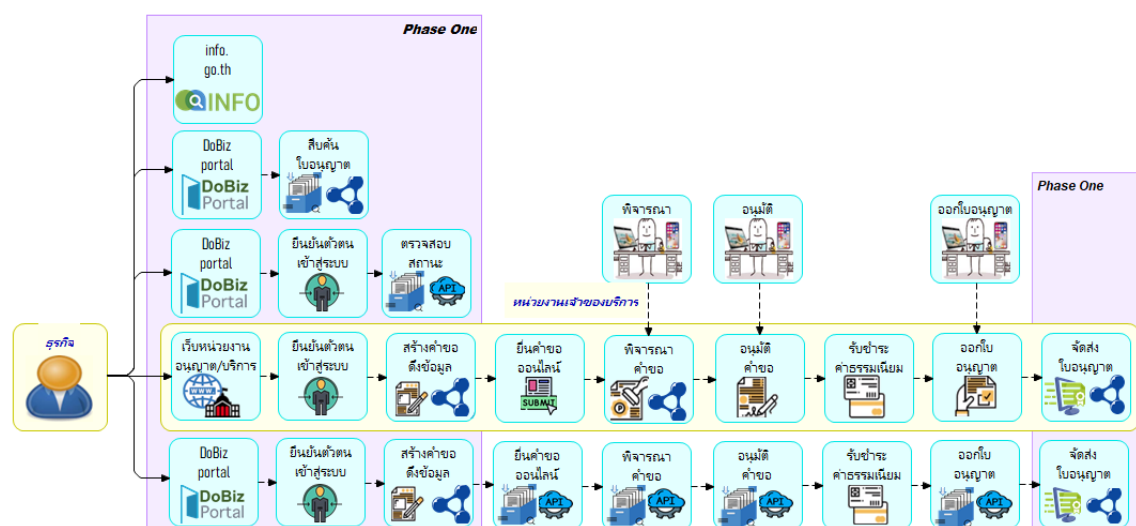 Phase One
info.
go.th
INFO
DoBiz
portal
DoBiz
Portal
สืบค้น
ใบอนุญาต
Phase One
พิจารณา
อนุมัติ
ออกใบอนุญาต
DoBiz
portal
DoBiz
Portal
ยืนยันตัวตน
เข้าสู่ระบบ
ตรวจสอบ
สถานะ
API
หน่วยงานเจ้าของบริการ
ธุรกิจ
เว็บหน่วยงาน
อนุญาต/บริการ
WWW
ยืนยันตัวตน
เข้าสู่ระบบ
สร้างคำขอ
ดึงข้อมูล
ยื่นคำขอ
ออนไลน์
SUBMIT
พิจารณา
คำขอ
อนุมัติ
คำขอ
รับชำระ
ค่าธรรมเนียม
ออกใบ
อนุญาต
จัดส่ง
ใบอนุญาต
DoBiz
portal
DoBiz
Portal
ยืนยันตัวตน
เข้าสู่ระบบ
สร้างคำขอ
ดึงข้อมูล
ยื่นคำขอ
ออนไลน์
API
พิจารณา
คำขอ
API
อนุมัติ
คำขอ
API
รับชำระ
ค่าธรรมเนียม
ออกใบ
อนุญาต
API
จัดส่ง
ใบอนุญาต